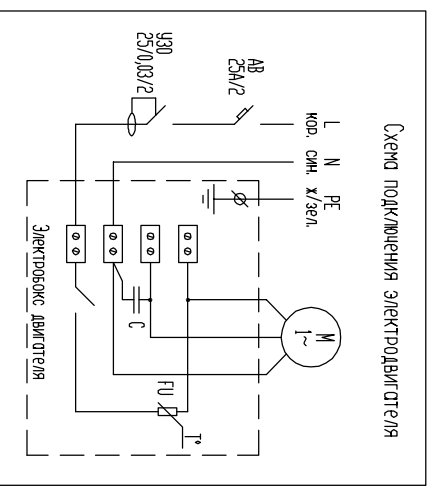 Схема подключения электродвигателя
L
кор.
N
син.
PE
ж/зел.
АВ
25А/2
УЗО
25/0,03/2
М
1~
С
FU
T°
Электробокс двигателя